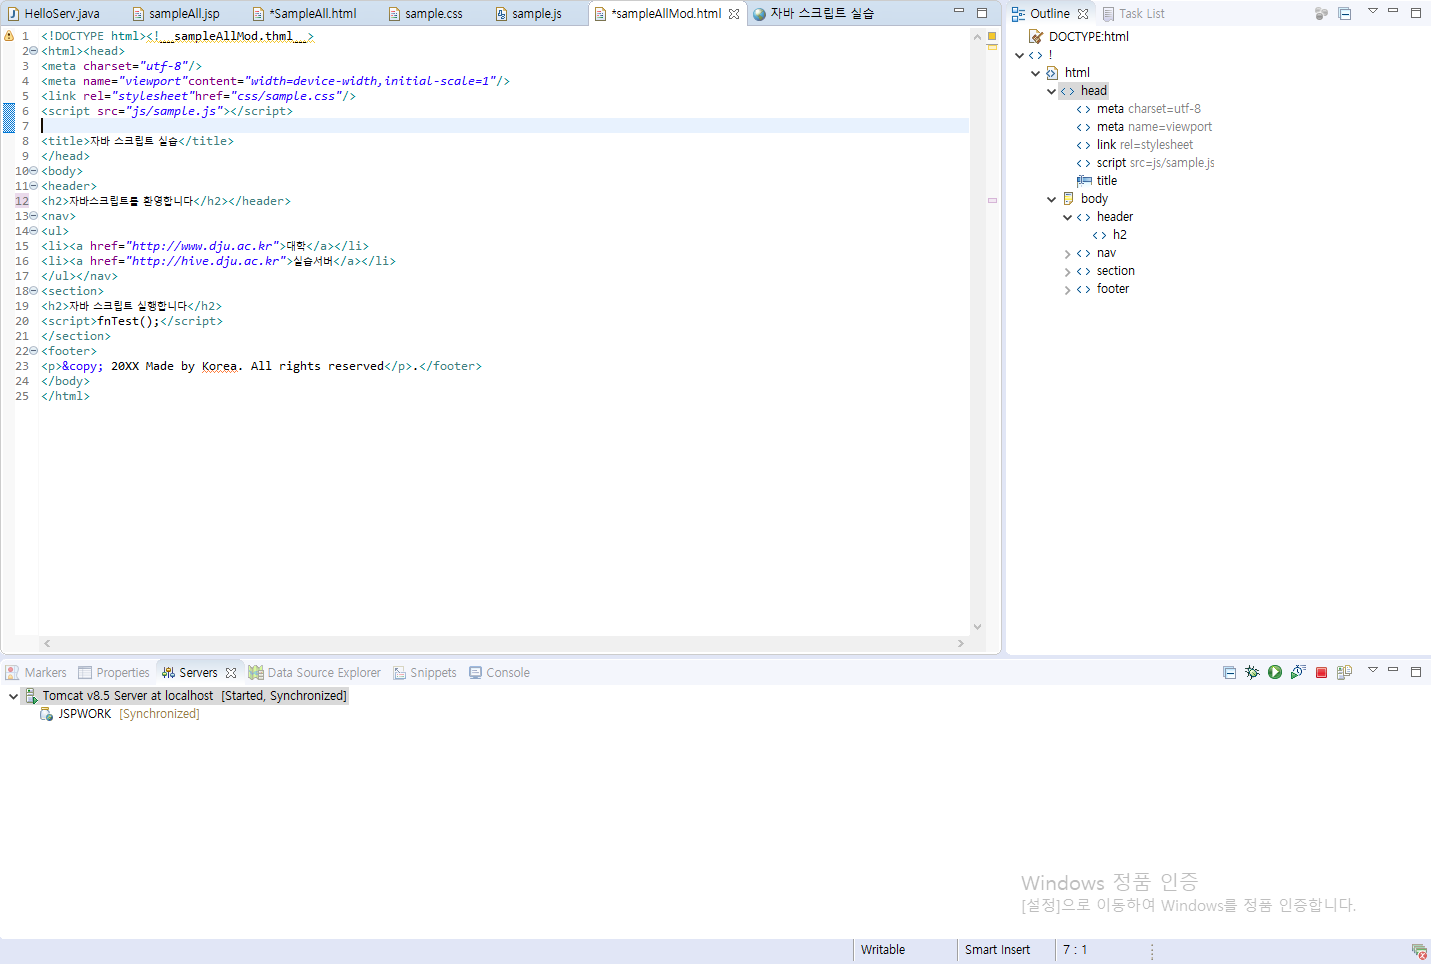 HelloServ.java sampleAll.jsp *SampleAll.html sample.css sample.js *sampleAllMod.html 자바 스크립트 실습
1 <!DOCTYPE html><!__sampleAllMod.thml__>
2 <html><head>
3 <meta charset="utf-8"/>
4 <meta name="viewport"content="width=device-width,initial-scale=1"/>
5 <link rel="stylesheet"href="css/sample.css"/>
6 <script src="js/sample.js"></script>
7
8 <title>자바 스크립트 실습</title>
9 </head>
10 <body>
11 <header>
12 <h2>자바스크립트를 환영합니다</h2></header>
13 <nav>
14 <ul>
15 <li><a href="http://www.dju.ac.kr">대학</a></li>
16 <li><a href="http://hive.dju.ac.kr">실습서버</a></li>
17 </ul></nav>
18 <section>
19 <h2>자바 스크립트 실행합니다</h2>
20 <script>fnTest();</script>
21 </section>
22 <footer>
23 <p>&copy; 20XX Made by Korea. All rights reserved</p>.</footer>
24 </body>
25 </html>
Outline Task List
DOCTYPE:html
!
html
head
meta charset=utf-8
meta name=viewport
link rel=stylesheet
script src=js/sample.js
title
body
header
h2
nav
section
footer
Markers Properties Servers Data Source Explorer Snippets Console
Tomcat v8.5 Server at localhost [Started, Synchronized]
JSPWORK [Synchronized]
Windows 정품 인증
[설정]으로 이동하여 Windows를 정품 인증합니다.
Writable Smart Insert 7 : 1